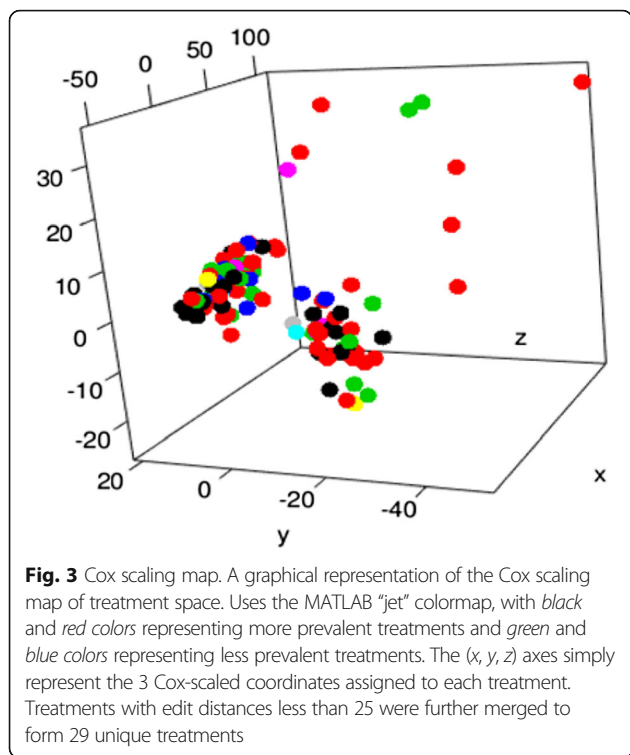 -50 0 50 100
30
20
10
0
-10
-20
20 0 -20 -40
y
z
x
Fig. 3 Cox scaling map. A graphical representation of the Cox scaling
map of treatment space. Uses the MATLAB “jet” colormap, with black
and red colors representing more prevalent treatments and green and
blue colors representing less prevalent treatments. The (x, y, z) axes simply
represent the 3 Cox-scaled coordinates assigned to each treatment.
Treatments with edit distances less than 25 were further merged to
form 29 unique treatments